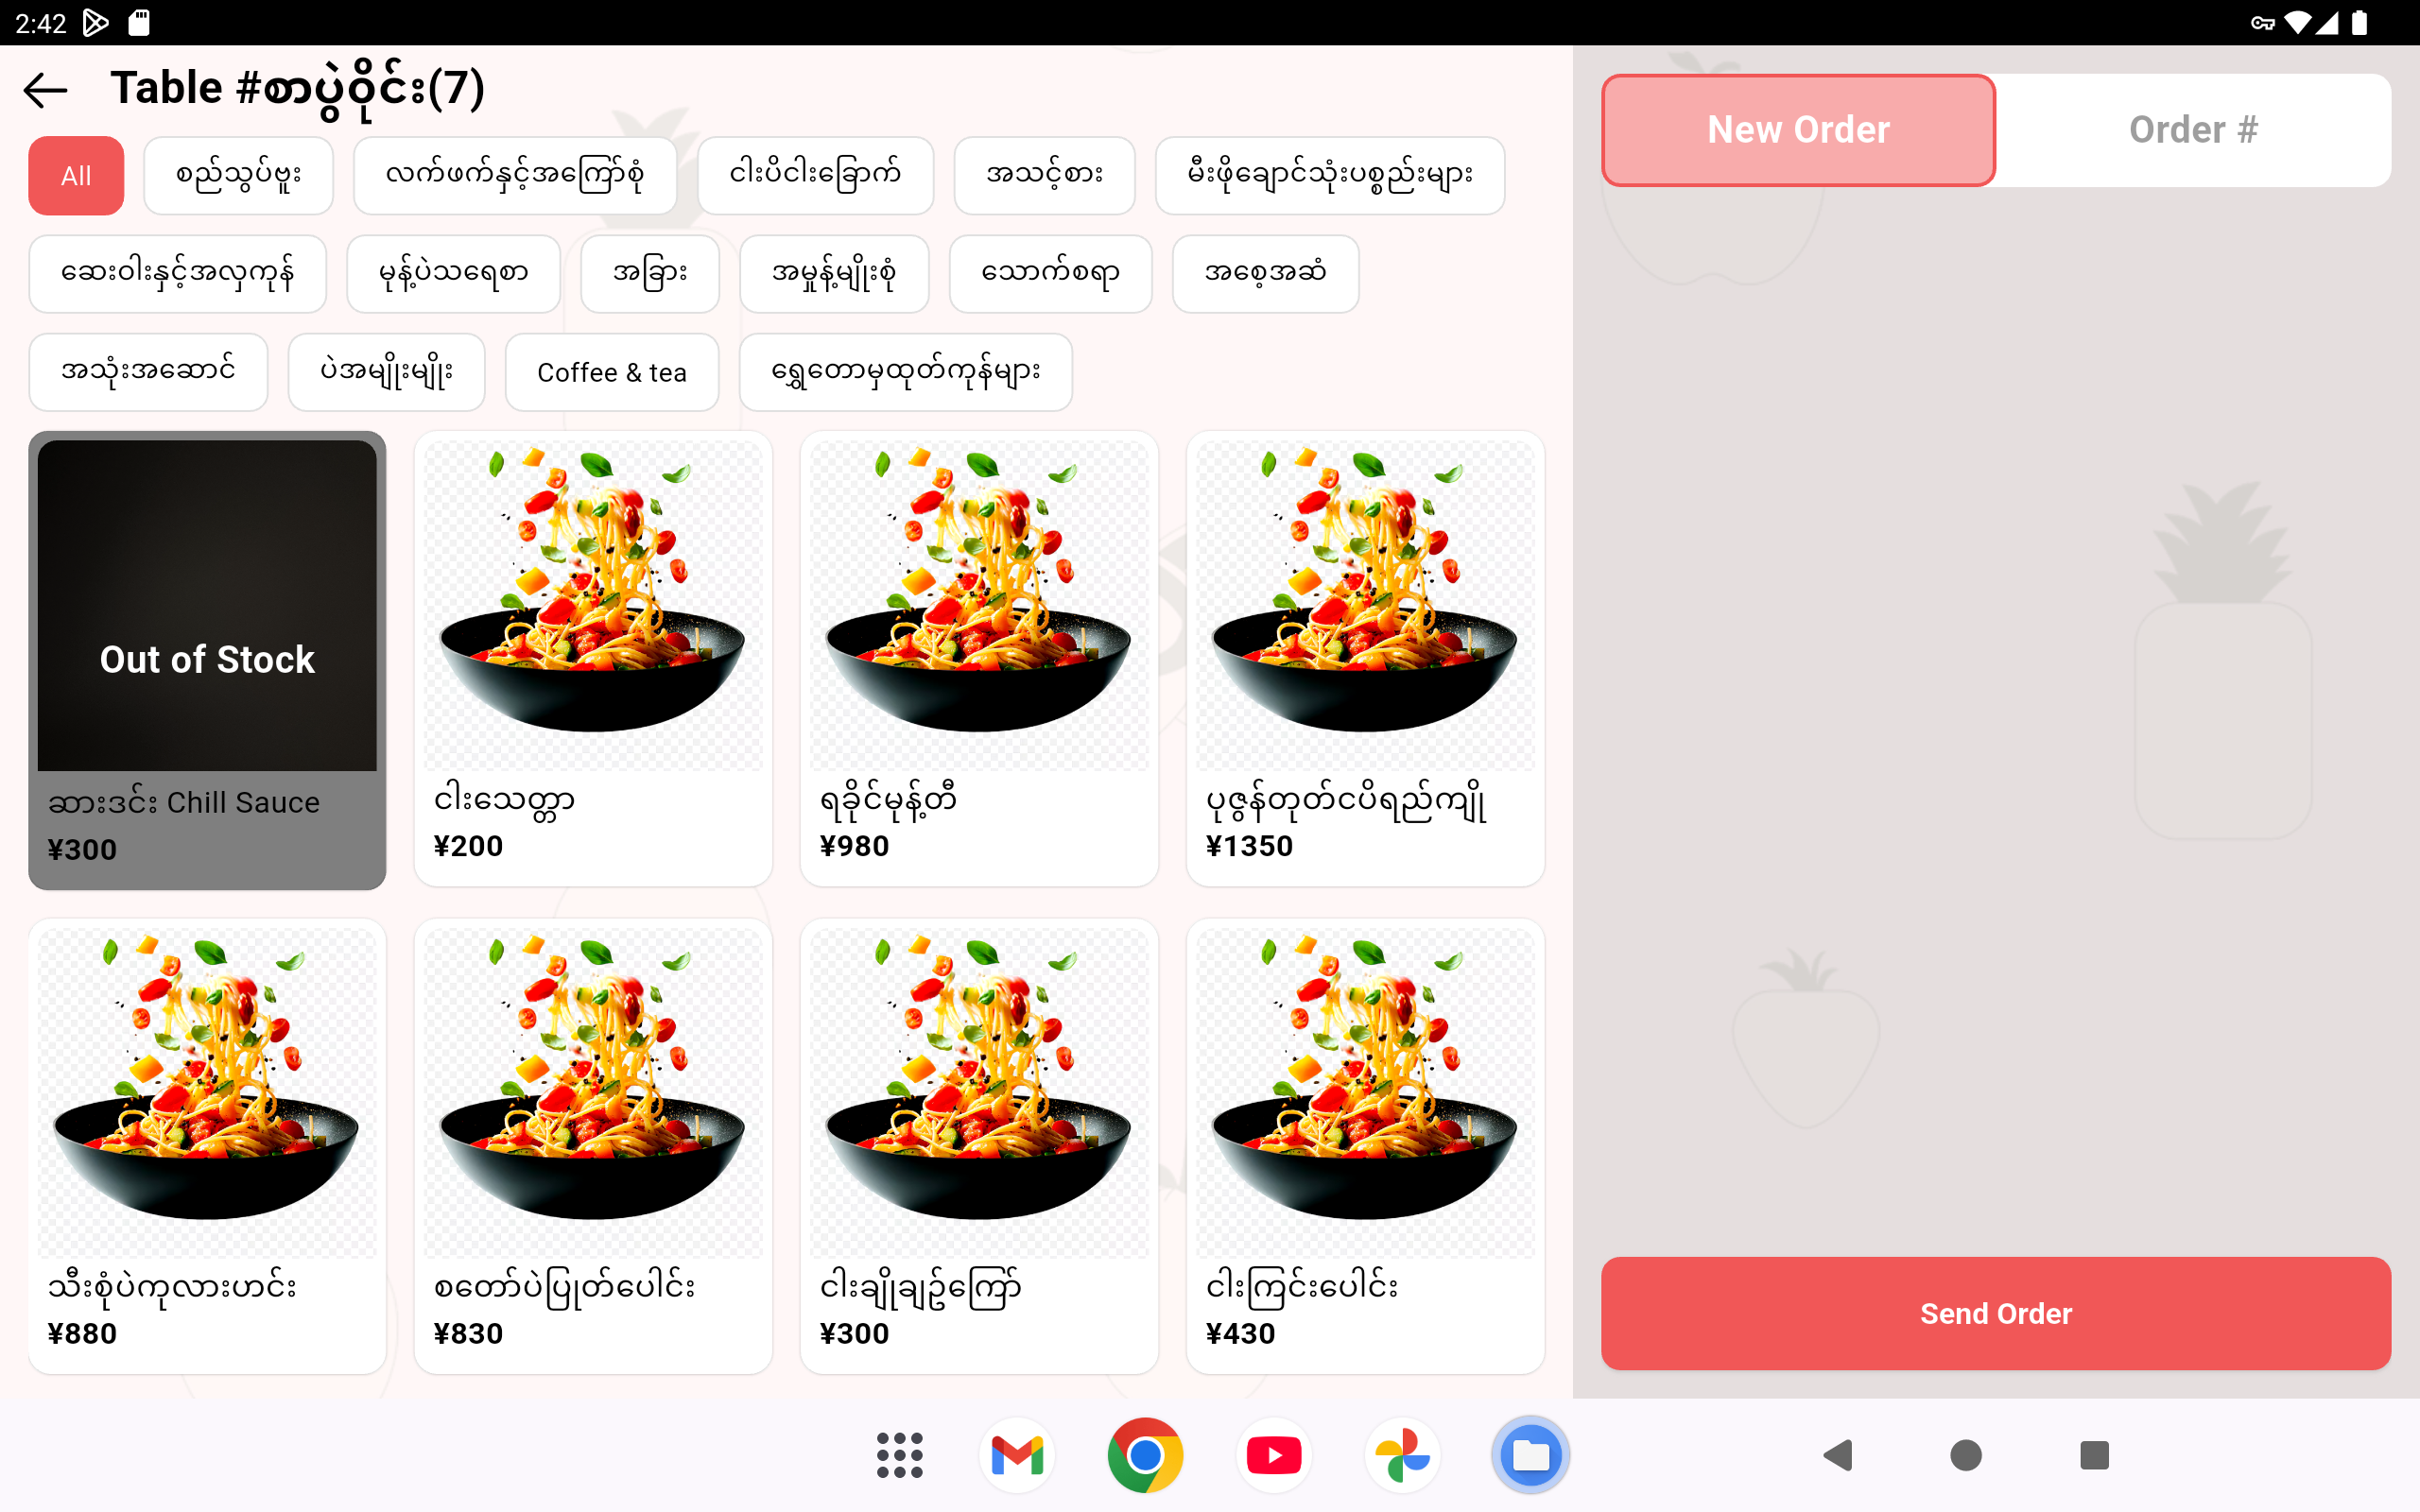 2:42
Table #စာပွဲဝိုင်း(7)
New Order
Order #
All
စည်သွပ်ဗူး
လက်ဖက်နှင့်အကြော်စုံ
ငါးပိငါးခြောက်
အသင့်စား
မီးဖိုချောင်သုံးပစ္စည်းများ
ဆေးဝါးနှင့်အလှကုန်
မုန့်ပဲသရေစာ
အခြား
အမှုန့်မျိုးစုံ
သောက်စရာ
အစေ့အဆံ
အသုံးအဆောင်
ပဲအမျိုးမျိုး
Coffee & tea
ရွှေတောမှထုတ်ကုန်များ
Out of Stock
ဆားဒင်း Chill Sauce
¥300
ငါးသေတ္တာ
¥200
ရခိုင်မုန့်တီ
¥980
ပုဇွန်တုတ်ငပိရည်ကျို
¥1350
သီးစုံပဲကုလားဟင်း
¥880
စတော်ပဲပြုတ်ပေါင်း
¥830
ငါးချိုချဥ်ကြော်
¥300
ငါးကြင်းပေါင်း
¥430
Send Order